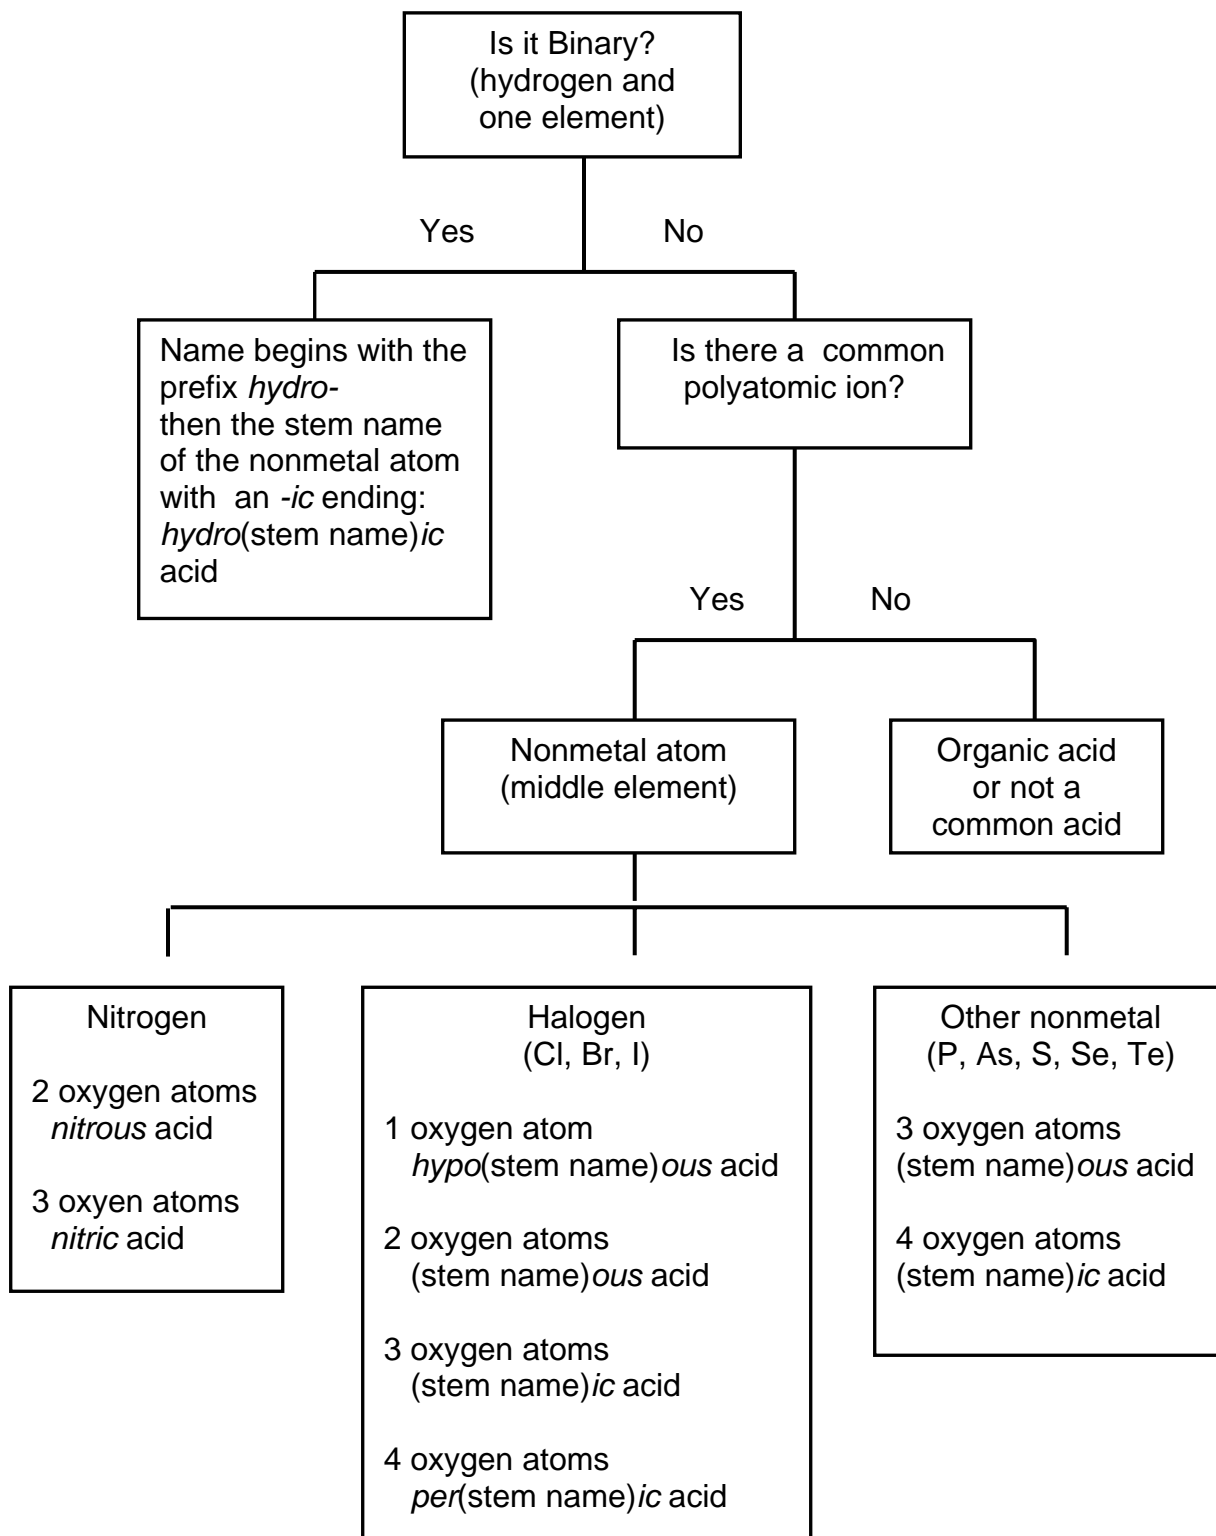 Is it Binary?
(hydrogen and
one element)
Yes
No
Name begins with the
prefix hydro-
then the stem name
of the nonmetal atom
with an -ic ending:
hydro(stem name)ic
acid
Is there a common
polyatomic ion?
Yes
No
Nonmetal atom
(middle element)
Organic acid
or not a
common acid
Nitrogen
2 oxygen atoms
nitrous acid
3 oxyen atoms
nitric acid
Halogen
(Cl, Br, I)
1 oxygen atom
hypo(stem name)ous acid
2 oxygen atoms
(stem name)ous acid
3 oxygen atoms
(stem name)ic acid
4 oxygen atoms
per(stem name)ic acid
Other nonmetal
(P, As, S, Se, Te)
3 oxygen atoms
(stem name)ous acid
4 oxygen atoms
(stem name)ic acid